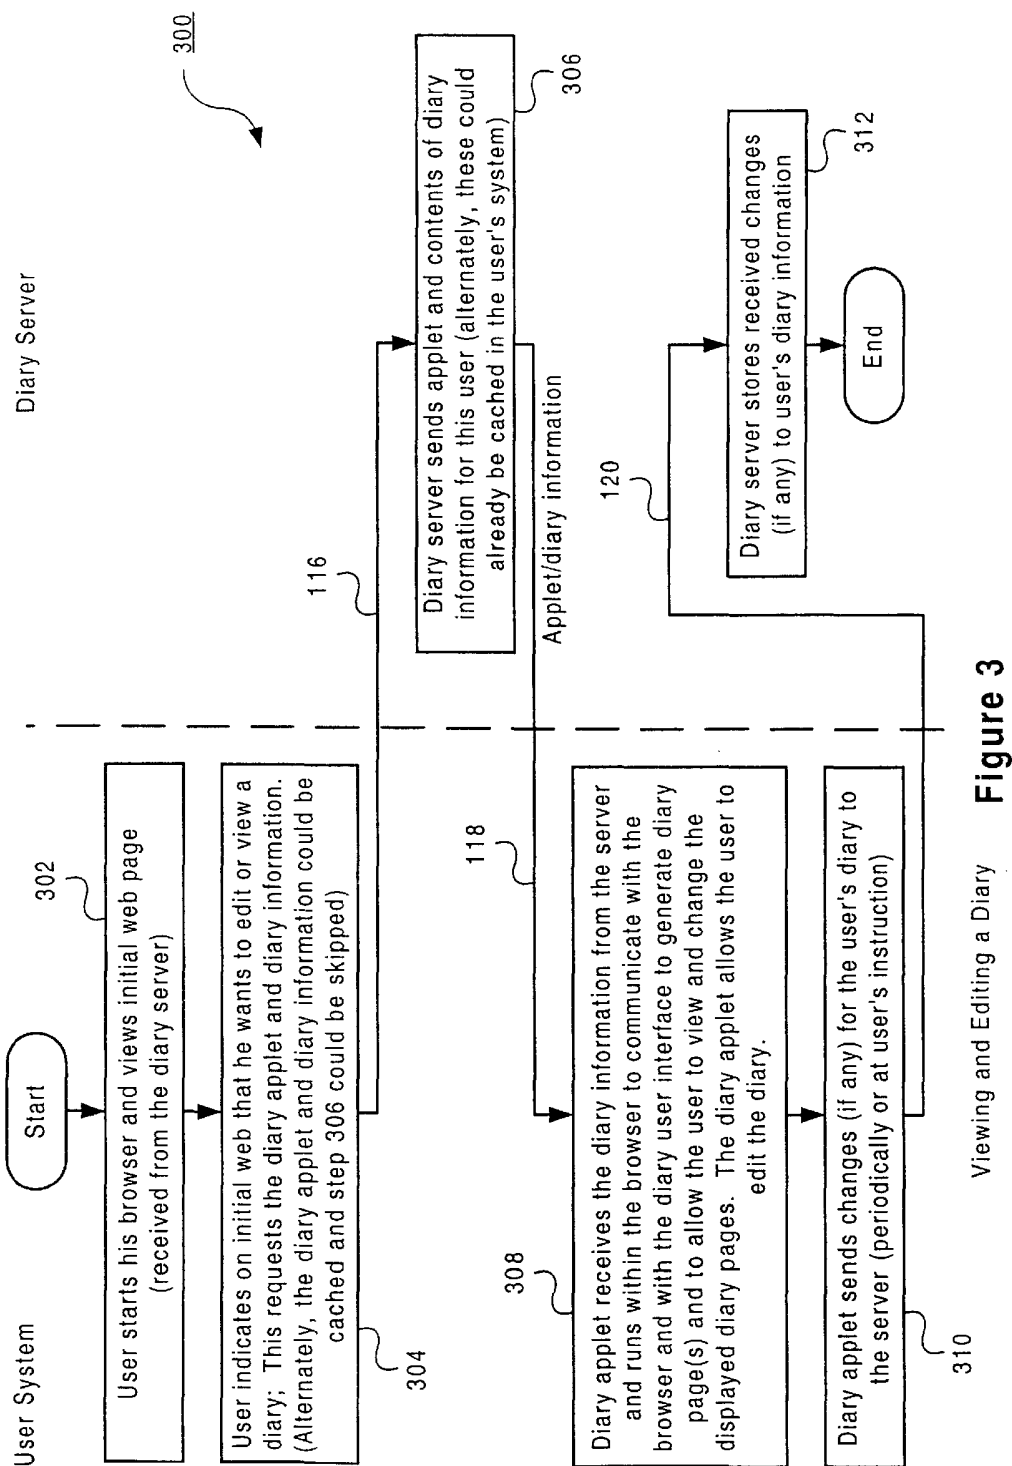 User System
Diary Server
300
Start
302
User starts his browser and views initial web page
(received from the diary server)
User indicates on initial web that he wants to edit or view a
diary; This requests the diary applet and diary information.
(Alternately, the diary applet and diary information could be
cached and step 306 could be skipped)
304
116
Diary server sends applet and contents of diary
information for this user (alternately, these could
already be cached in the user's system)
306
Applet/diary information
118
308
Diary applet receives the diary information from the server
and runs within the browser to communicate with the
browser and with the diary user interface to generate diary
page(s) and to allow the user to view and change the
displayed diary pages. The diary applet allows the user to
edit the diary.
Diary applet sends changes (if any) for the user's diary to
the server (periodically or at user's instruction)
310
120
Diary server stores received changes
(if any) to user's diary information
312
End
Viewing and Editing a Diary
Figure 3